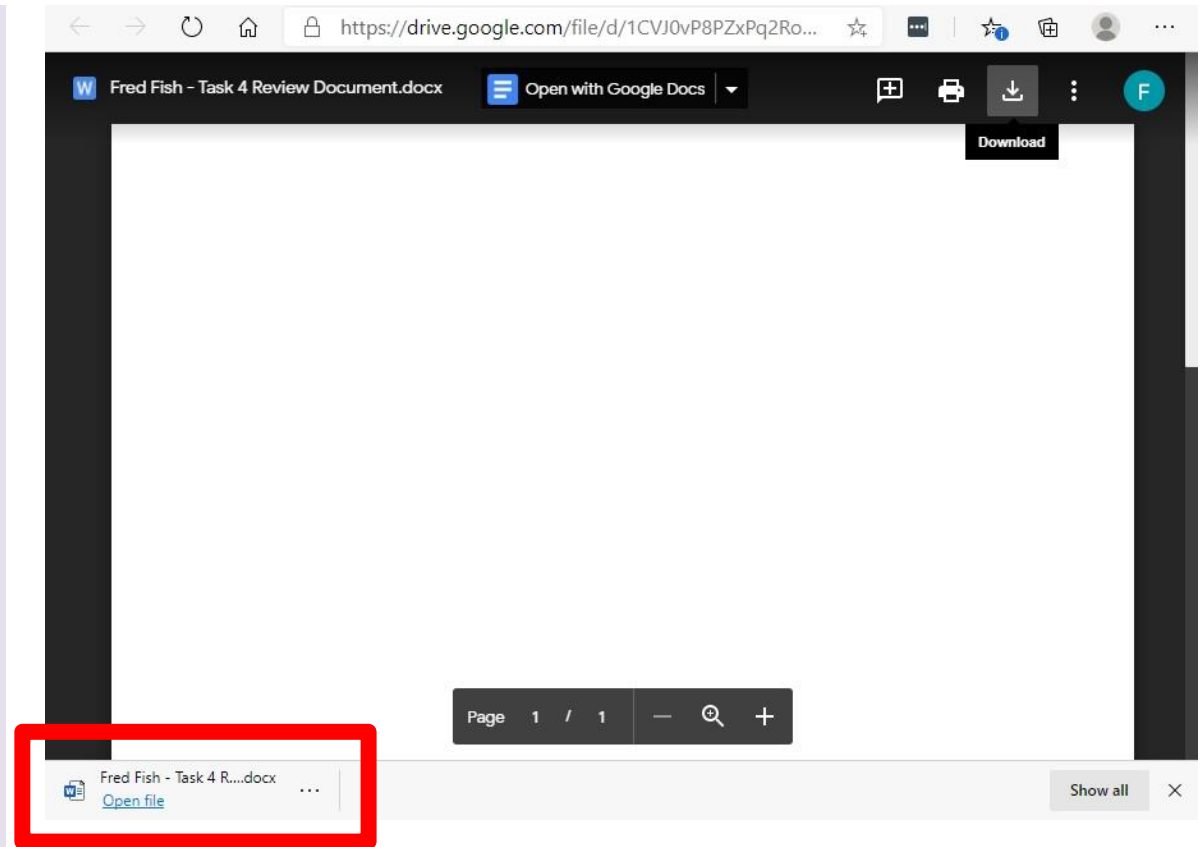 https://drive.google.com/file/d/1CVJ0vP8PZxPq2Ro...
W Fred Fish - Task 4 Review Document.docx Open with Google Docs F
Download
Page 1 / 1
Fred Fish - Task 4 R....docx
Open file
Show all